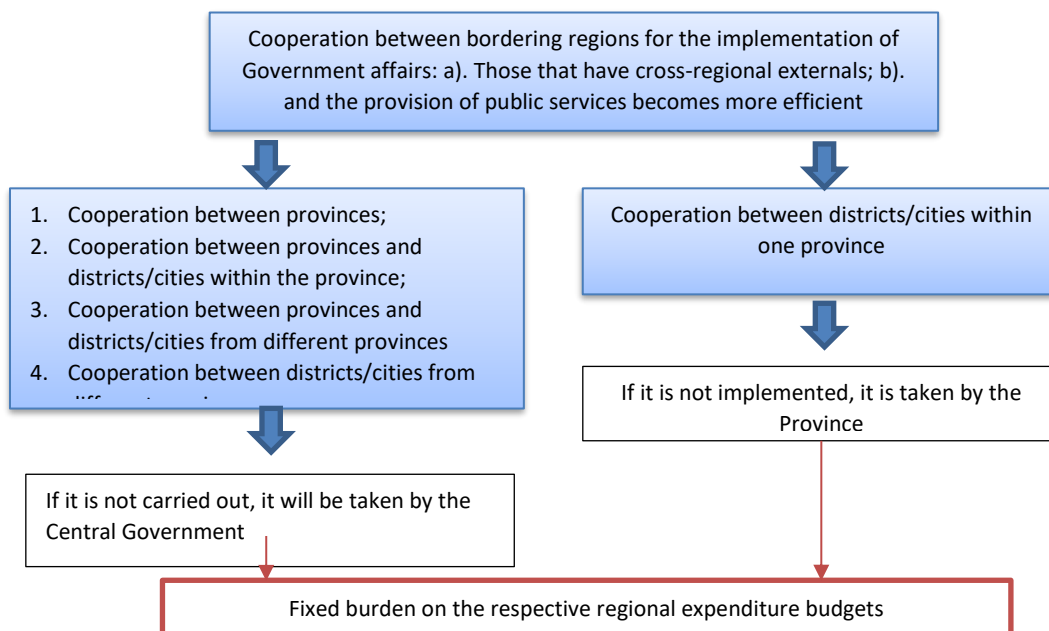 Cooperation between bordering regions for the implementation of
Government affairs: a). Those that have cross-regional externals; b).
and the provision of public services becomes more efficient
1. Cooperation between provinces;
2. Cooperation between provinces and
districts/cities within the province;
3. Cooperation between provinces and
districts/cities from different provinces
4. Cooperation between districts/cities from
Cooperation between districts/cities within
one province
If it is not implemented, it is taken by the
Province
If it is not carried out, it will be taken by the
Central Government
Fixed burden on the respective regional expenditure budgets